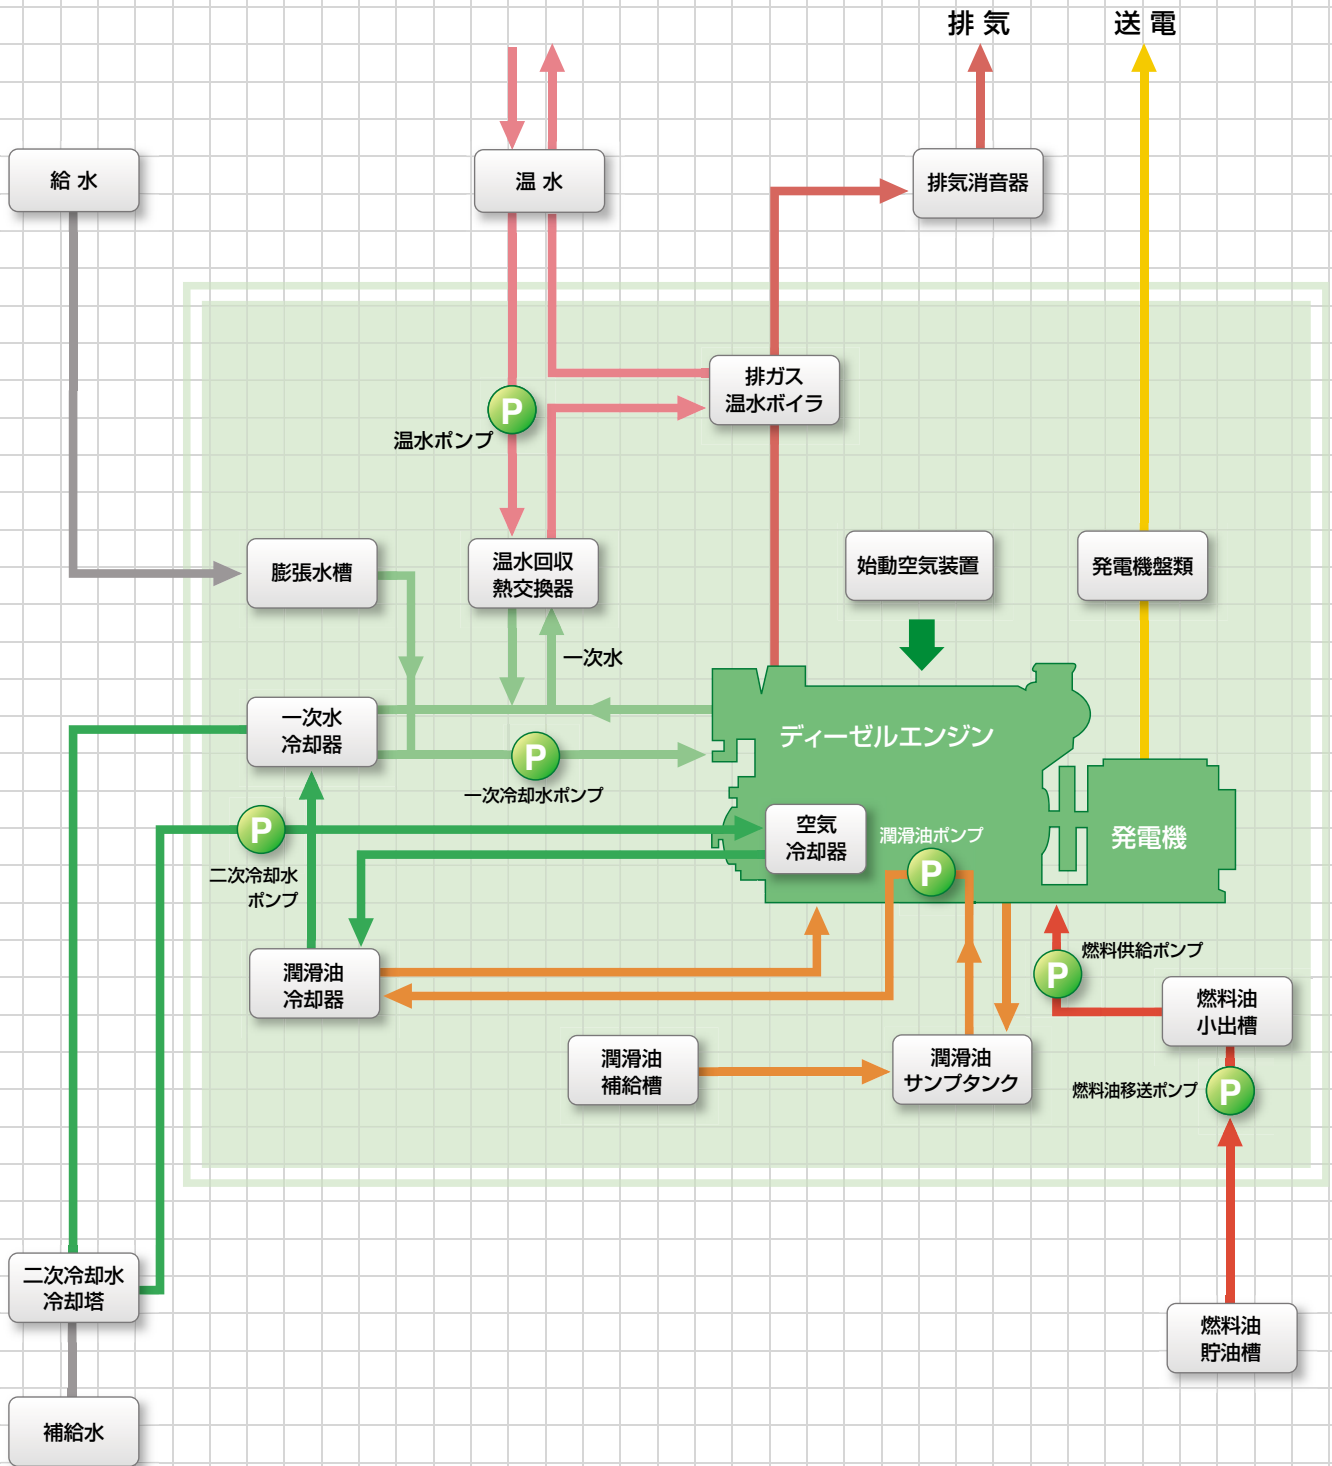 排 気
送 電
給 水
温 水
排気消音器
排ガス
温水ボイラ
P
温水ポンプ
膨張水槽
温水回収
熱交換器
始動空気装置
発電機盤類
一次水
一次水
冷却器
ディーゼルエンジン
P
一次冷却水ポンプ
P
二次冷却水
ポンプ
空気
冷却器
潤滑油ポンプ
P
発電機
潤滑油
冷却器
燃料供給ポンプ
P
燃料油
小出槽
潤滑油
補給槽
潤滑油
サンプタンク
燃料油移送ポンプ
P
二次冷却水
冷却塔
燃料油
貯油槽
補給水